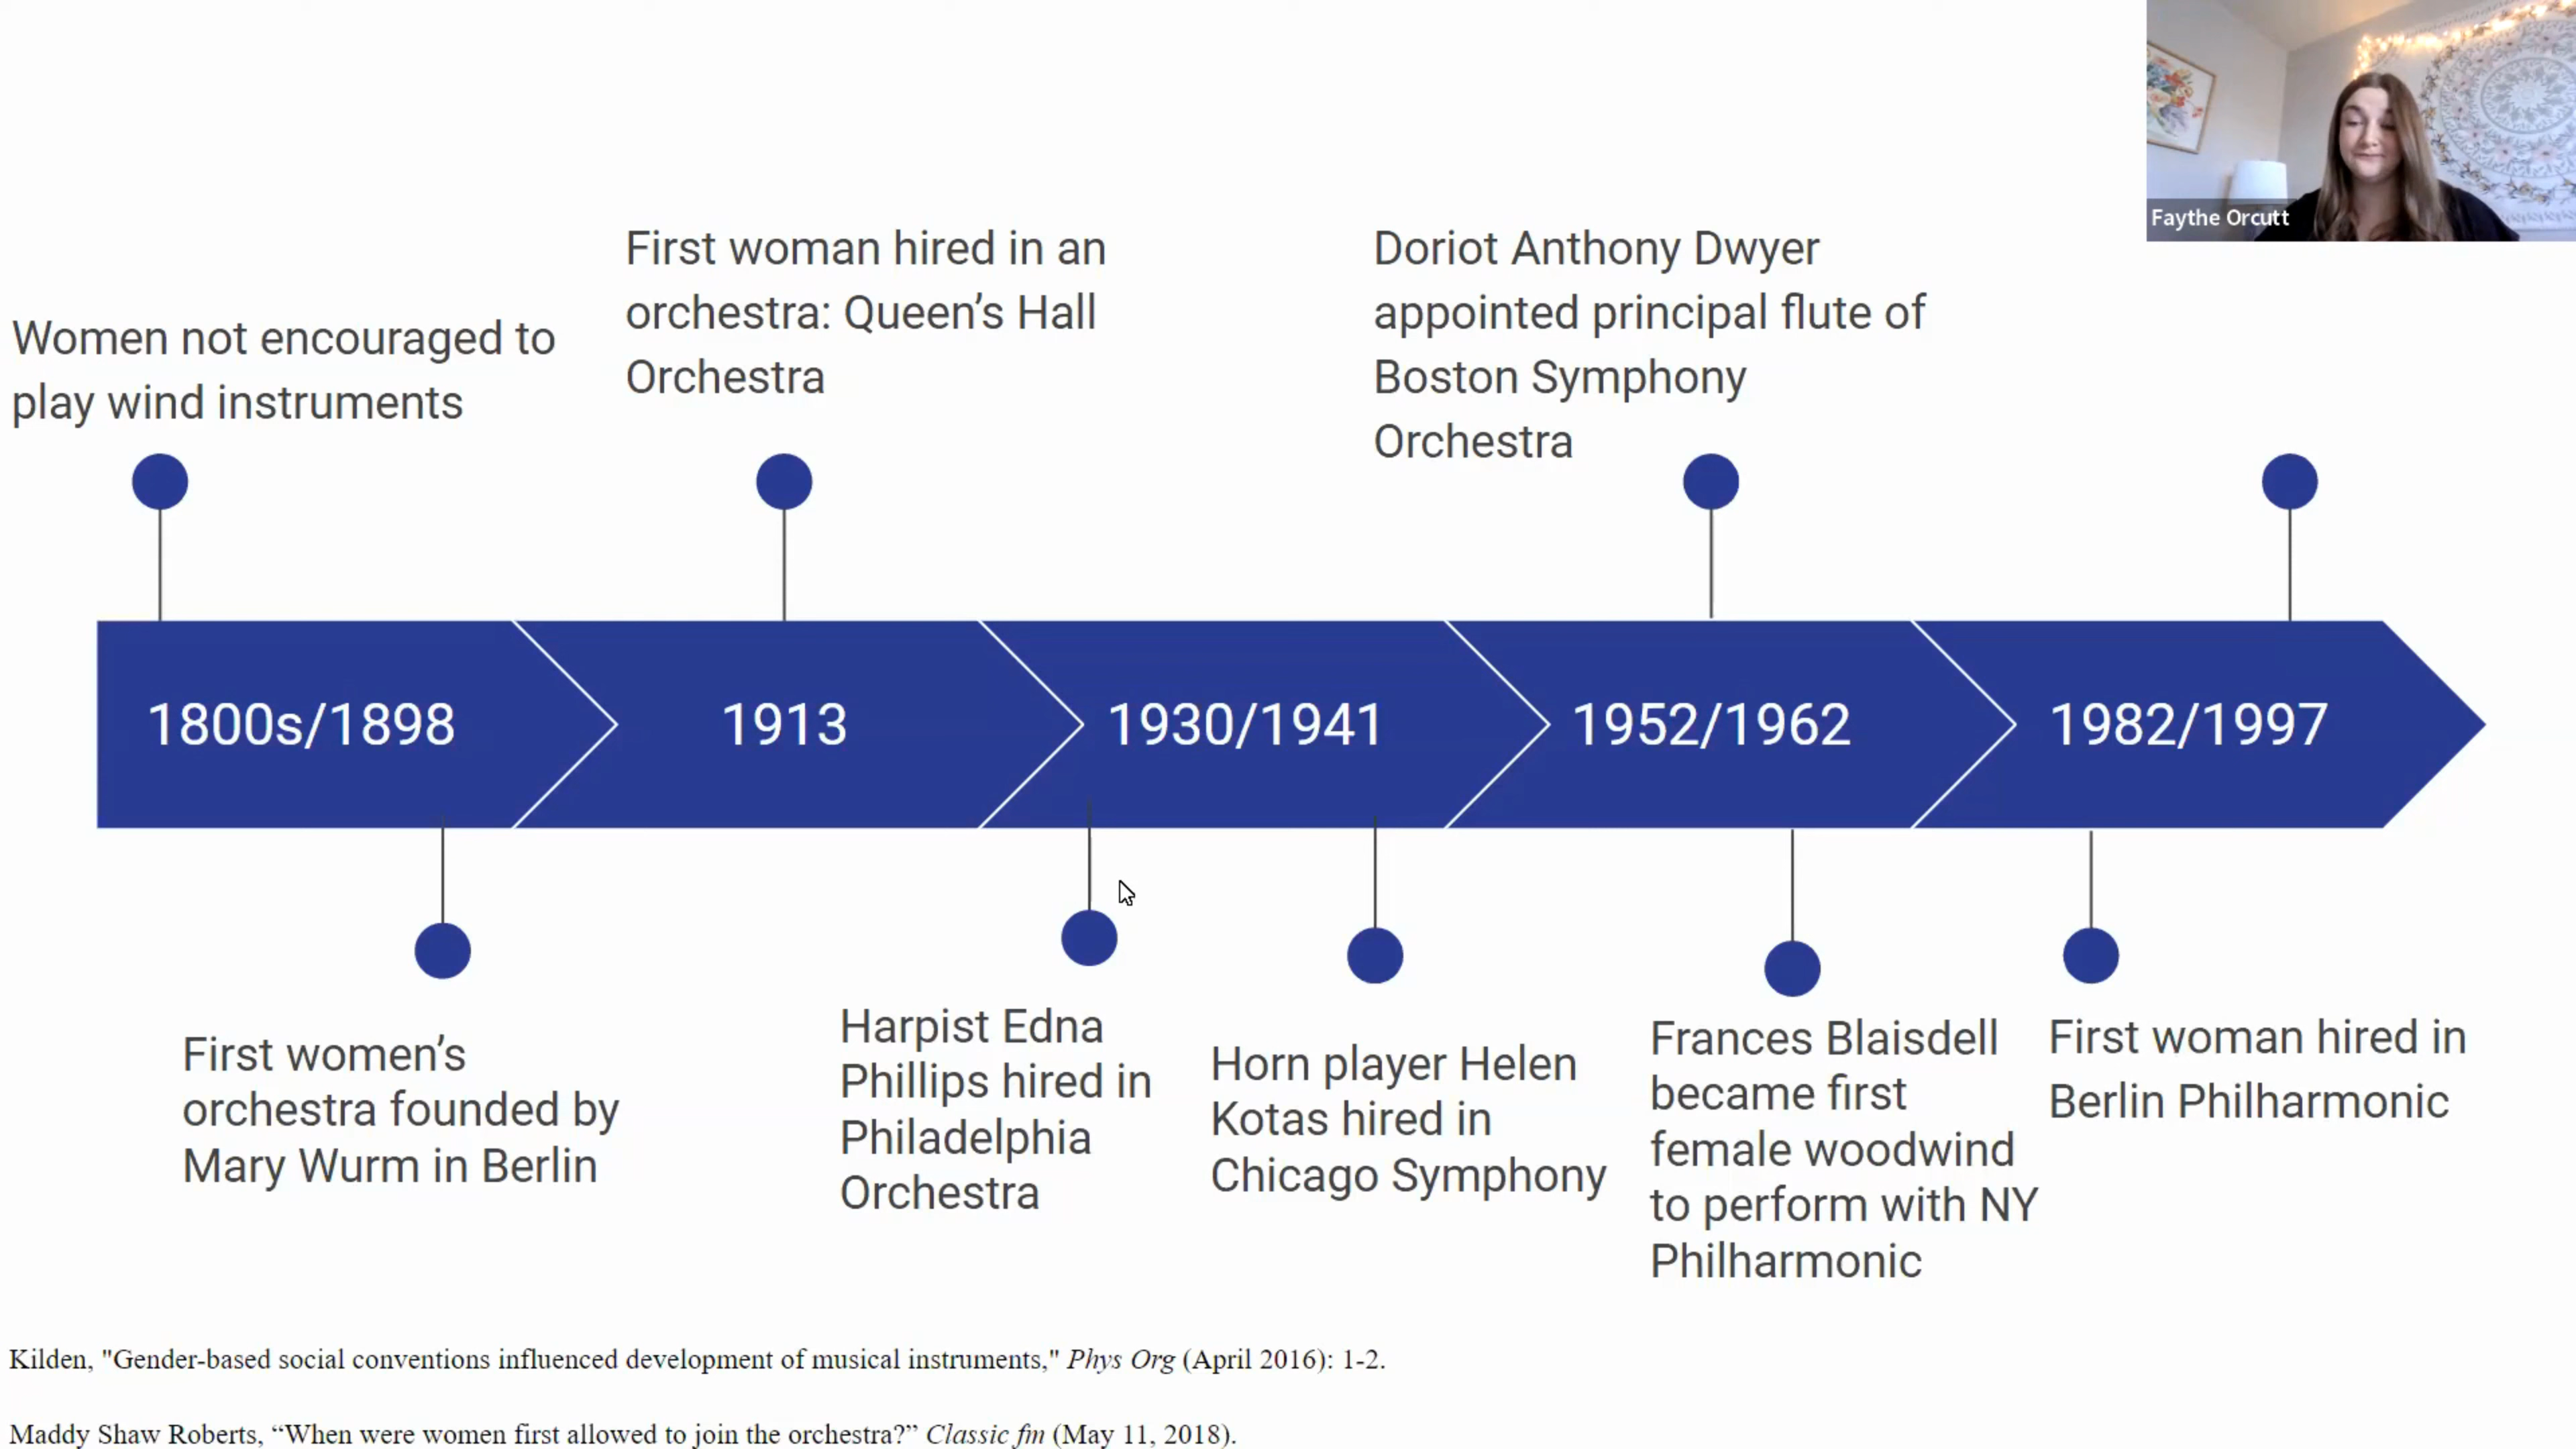 Faythe Orcutt
Women not encouraged to
play wind instruments
First woman hired in an
orchestra: Queen’s Hall
Orchestra
Doriot Anthony Dwyer
appointed principal flute of
Boston Symphony
Orchestra
1800s/1898
1913
1930/1941
1952/1962
1982/1997
First women’s
orchestra founded by
Mary Wurm in Berlin
Harpist Edna
Phillips hired in
Philadelphia
Orchestra
Horn player Helen
Kotas hired in
Chicago Symphony
Frances Blaisdell
became first
female woodwind
to perform with NY
Philharmonic
First woman hired in
Berlin Philharmonic
Kilden, "Gender-based social conventions influenced development of musical instruments," Phys Org (April 2016): 1-2.
Maddy Shaw Roberts, “When were women first allowed to join the orchestra?” Classic fm (May 11, 2018).